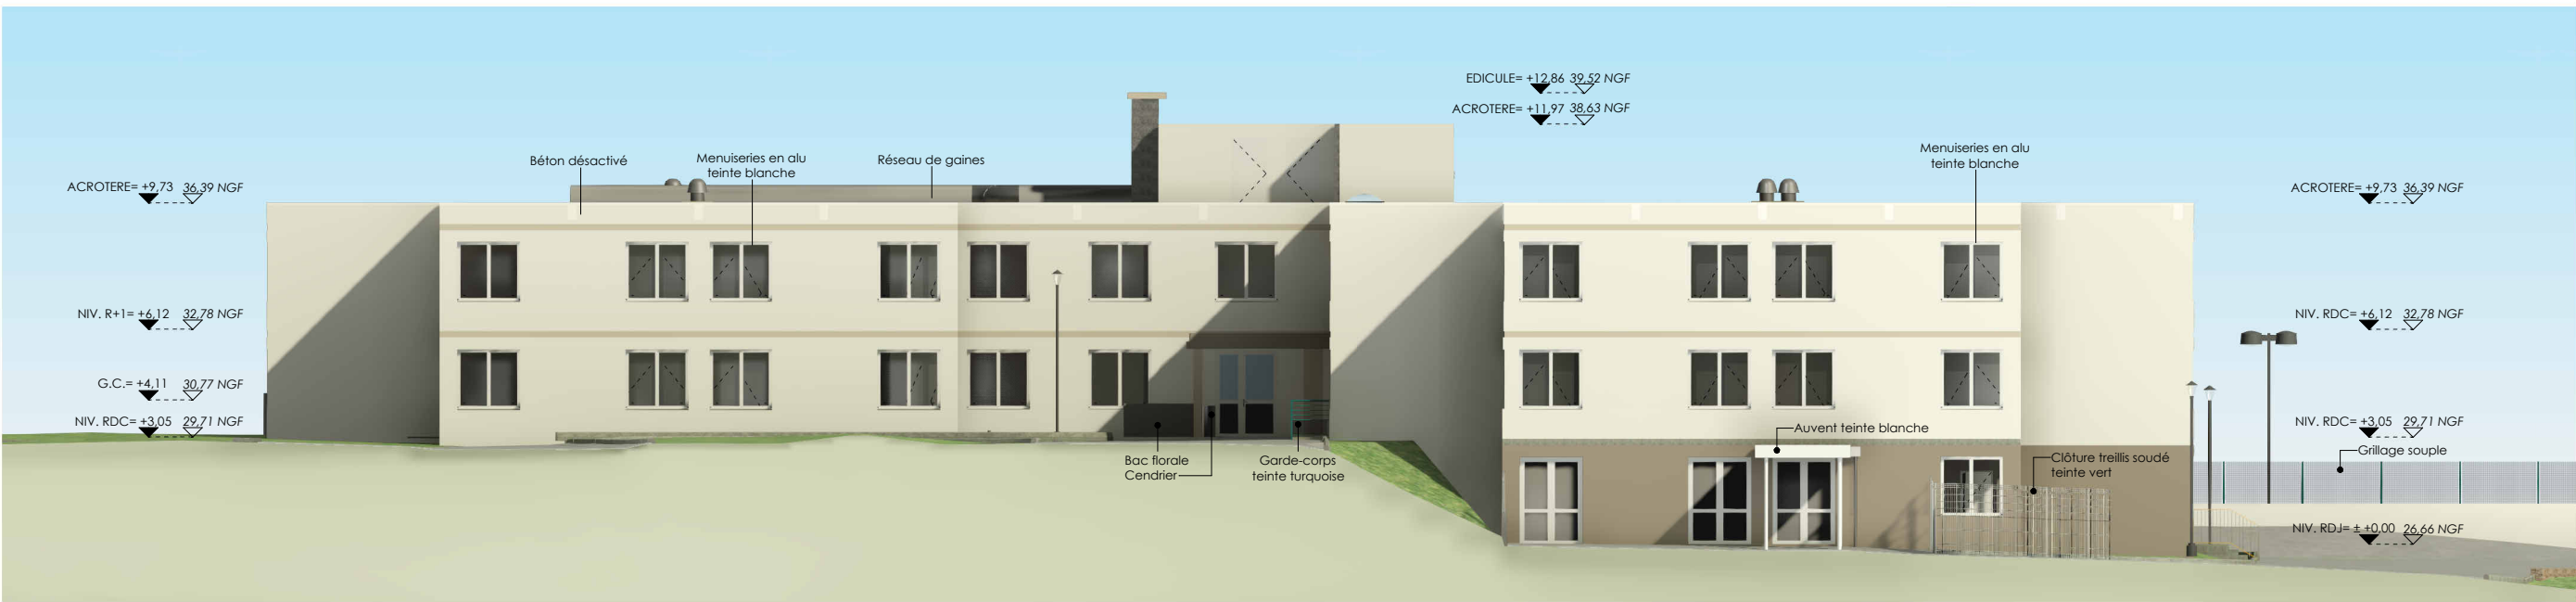 EDICULE= +12,86 39,52 NGF
ACROTERE= +11,97 38,63 NGF
Béton désactivé
Menuiseries en alu
teinte blanche
Réseau de gaines
Menuiseries en alu
teinte blanche
ACROTERE= +9,73 36,39 NGF
ACROTERE= +9,73 36,39 NGF
NIV. R+1= +6,12 32,78 NGF
NIV. RDC= +6,12 32,78 NGF
G.C.= +4,11 30,77 NGF
NIV. RDC= +3,05 29,71 NGF
NIV. RDC= +3,05 29,71 NGF
Auvent teinte blanche
Grillage souple
Bac florale
Cendrier
Garde-corps
teinte turquoise
Clôture treillis soudé
teinte vert
NIV. RDJ= ± +0,00 26,66 NGF